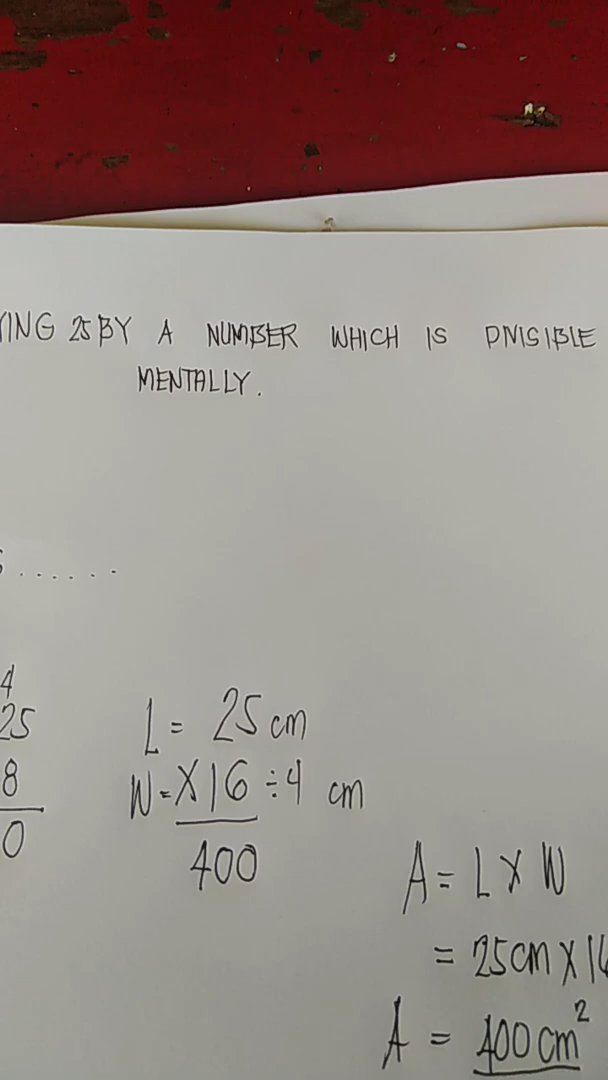 YING 25 BY A NUMBER WHICH IS DIVISIBLE
MENTALLY.
S ......
4
25
8
0
L = 25 cm
W = X 16 ÷ 4 cm
400
A = L X W
= 25cm X 16
A = 400 cm²